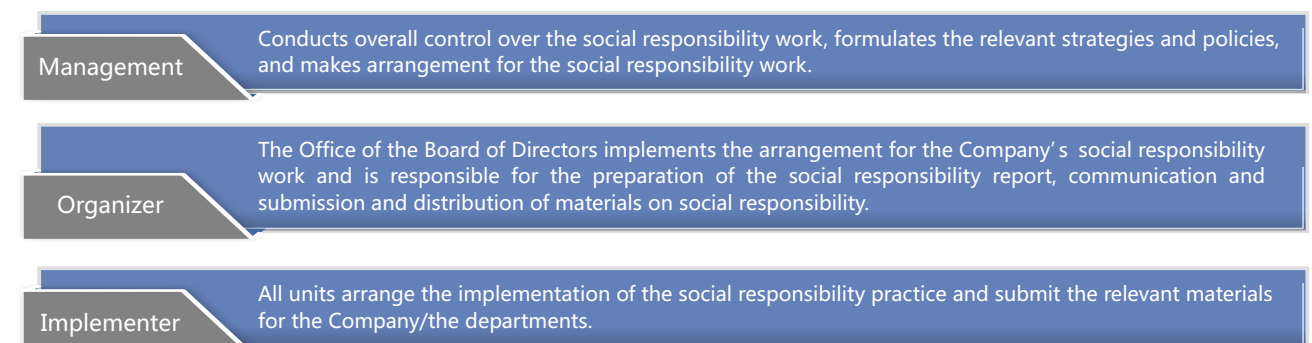 Management
Conducts overall control over the social responsibility work, formulates the relevant strategies and policies,
and makes arrangement for the social responsibility work.
Organizer
The Office of the Board of Directors implements the arrangement for the Company’s social responsibility
work and is responsible for the preparation of the social responsibility report, communication and
submission and distribution of materials on social responsibility.
Implementer
All units arrange the implementation of the social responsibility practice and submit the relevant materials
for the Company/the departments.